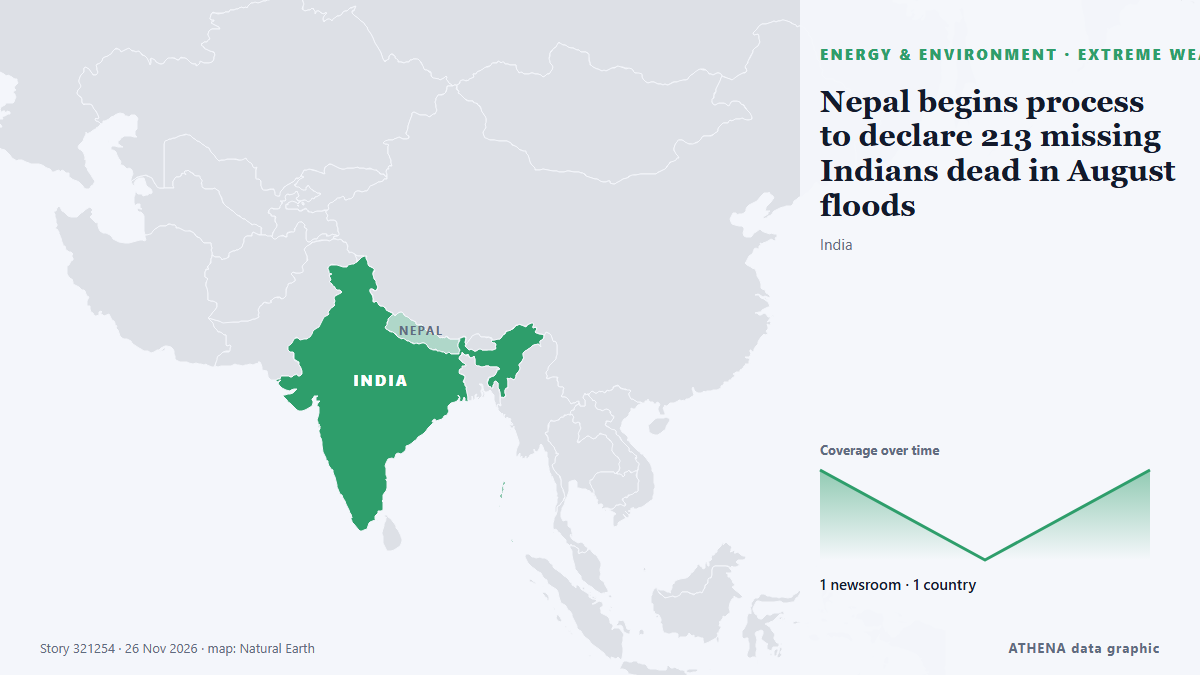 ENERGY & ENVIRONMENT · EXTREME WEA
Nepal begins process
to declare 213 missing
Indians dead in August
floods
India
NEPAL
INDIA
Coverage over time
1 newsroom · 1 country
Story 321254 · 26 Nov 2026 · map: Natural Earth
ATHENA data graphic